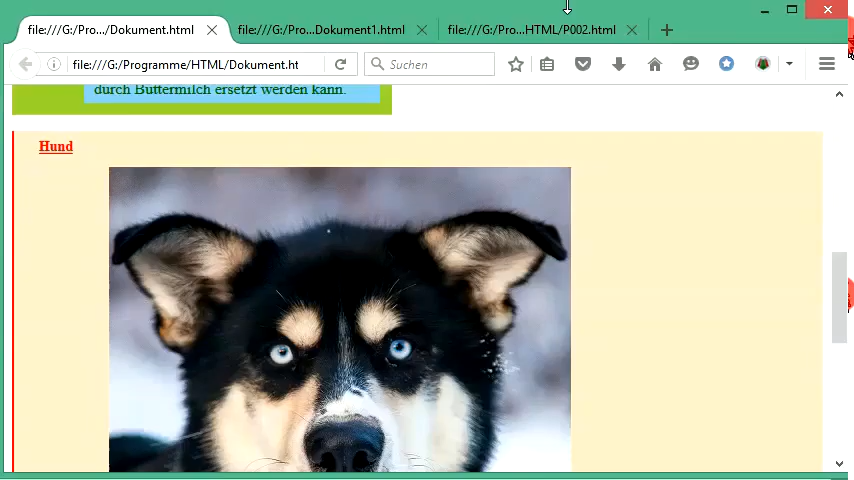 file:///G:/Pro.../Dokument.html
file:///G:/Pro...Dokument1.html
file:///G:/Pro...HTML/P002.html
file:///G:/Programme/HTML/Dokument.ht
Suchen
durch Buttermilch ersetzt werden kann.
Hund